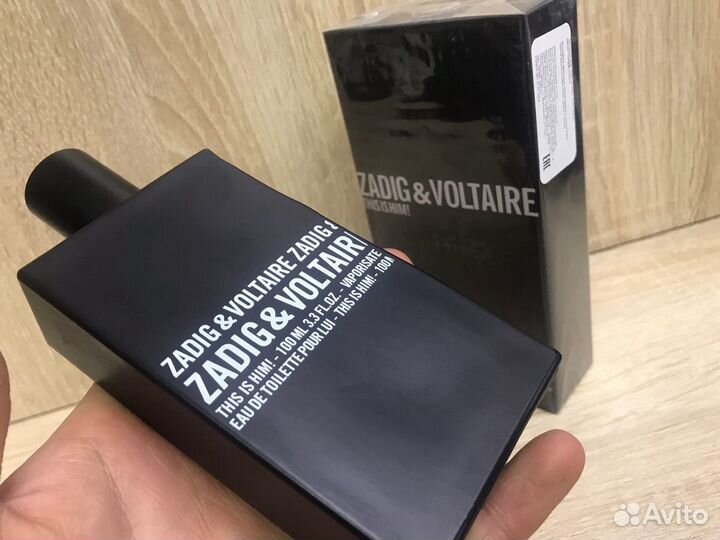 ZADIG & VOLTAIRE ZADIG &
ZADIG & VOLTAIR
THIS IS HIM! - 100 ML 3.3 FL.OZ. - VAPORISATE
EAU DE TOILETTE POUR LUI - THIS IS HIM! - 100
ZADIG & VOLTAIRE
THIS IS HIM!
EAC
Avito